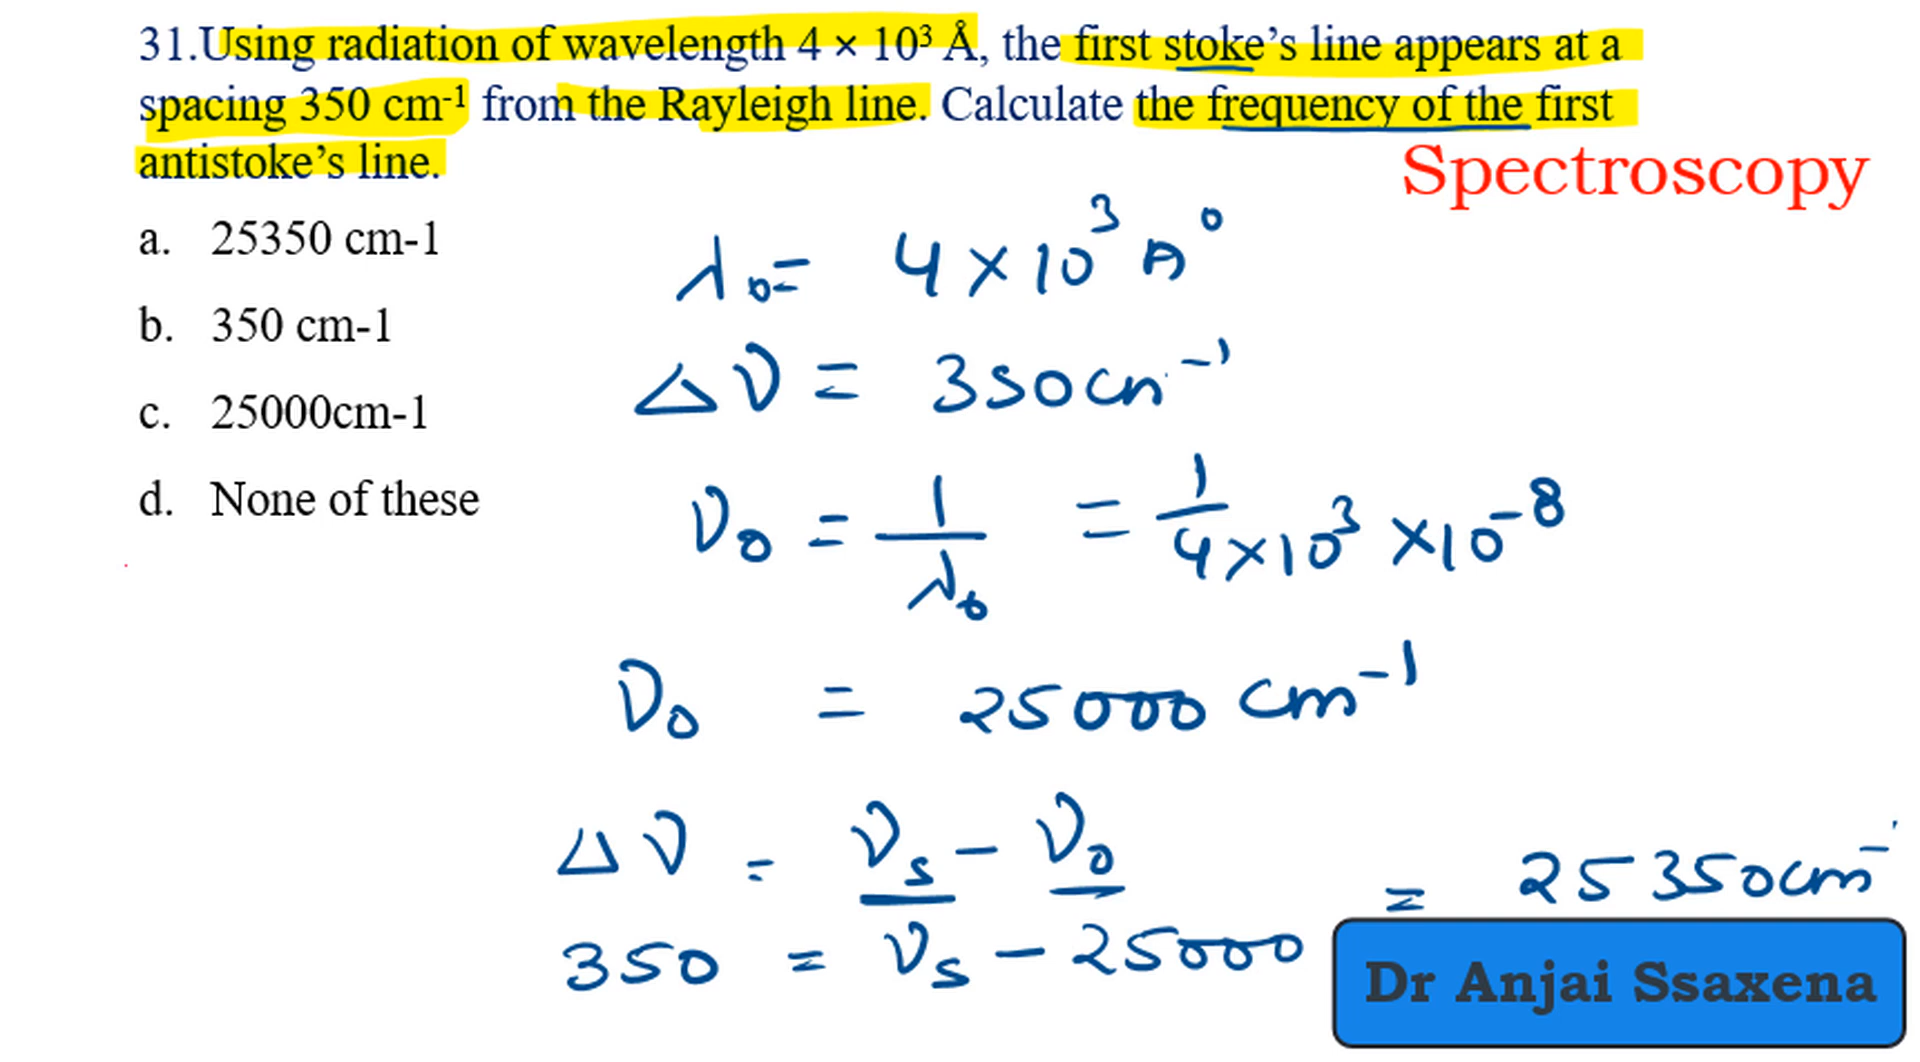 31.Using radiation of wavelength 4 × 10³ Å, the first stoke’s line appears at a
spacing 350 cm⁻¹ from the Rayleigh line. Calculate the frequency of the first
antistoke’s line.
Spectroscopy
a. 25350 cm-1
b. 350 cm-1
c. 25000cm-1
d. None of these
λ₀ = 4 × 10³ A°
Δν = 350 cm⁻¹
ν₀ = 1/λ₀ = 1/4×10³ ×10⁻⁸
ν₀ = 25000 cm⁻¹
Δν = νₛ − ν₀
350 = νₛ − 25000 = 25350cm⁻¹
Dr Anjai Ssaxena